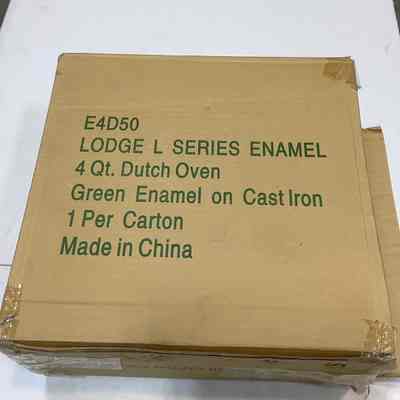 E4D50
LODGE L SERIES ENAMEL
4 Qt. Dutch Oven
Green Enamel on Cast Iron
1 Per Carton
Made in China